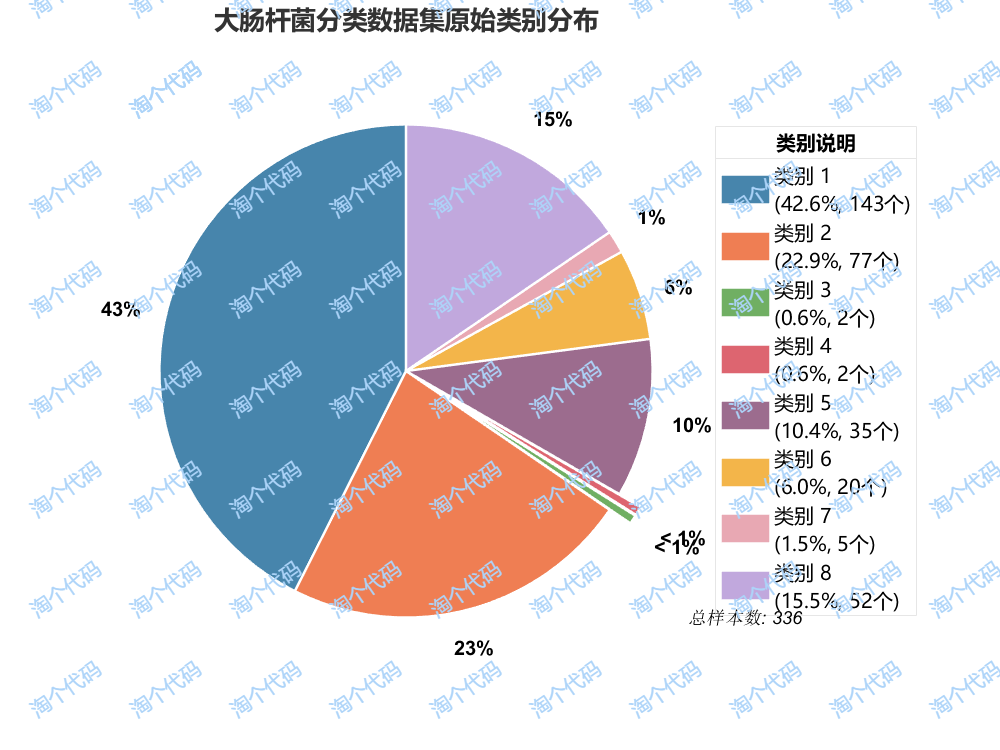 大肠杆菌分类数据集原始类别分布
15%
1%
6%
43%
10%
< 1%
< 1%
23%
类别说明
类别 1
(42.6%, 143个)
类别 2
(22.9%, 77个)
类别 3
(0.6%, 2个)
类别 4
(0.6%, 2个)
类别 5
(10.4%, 35个)
类别 6
(6.0%, 20个)
类别 7
(1.5%, 5个)
类别 8
(15.5%, 52个)
总样本数: 336
淘个代码